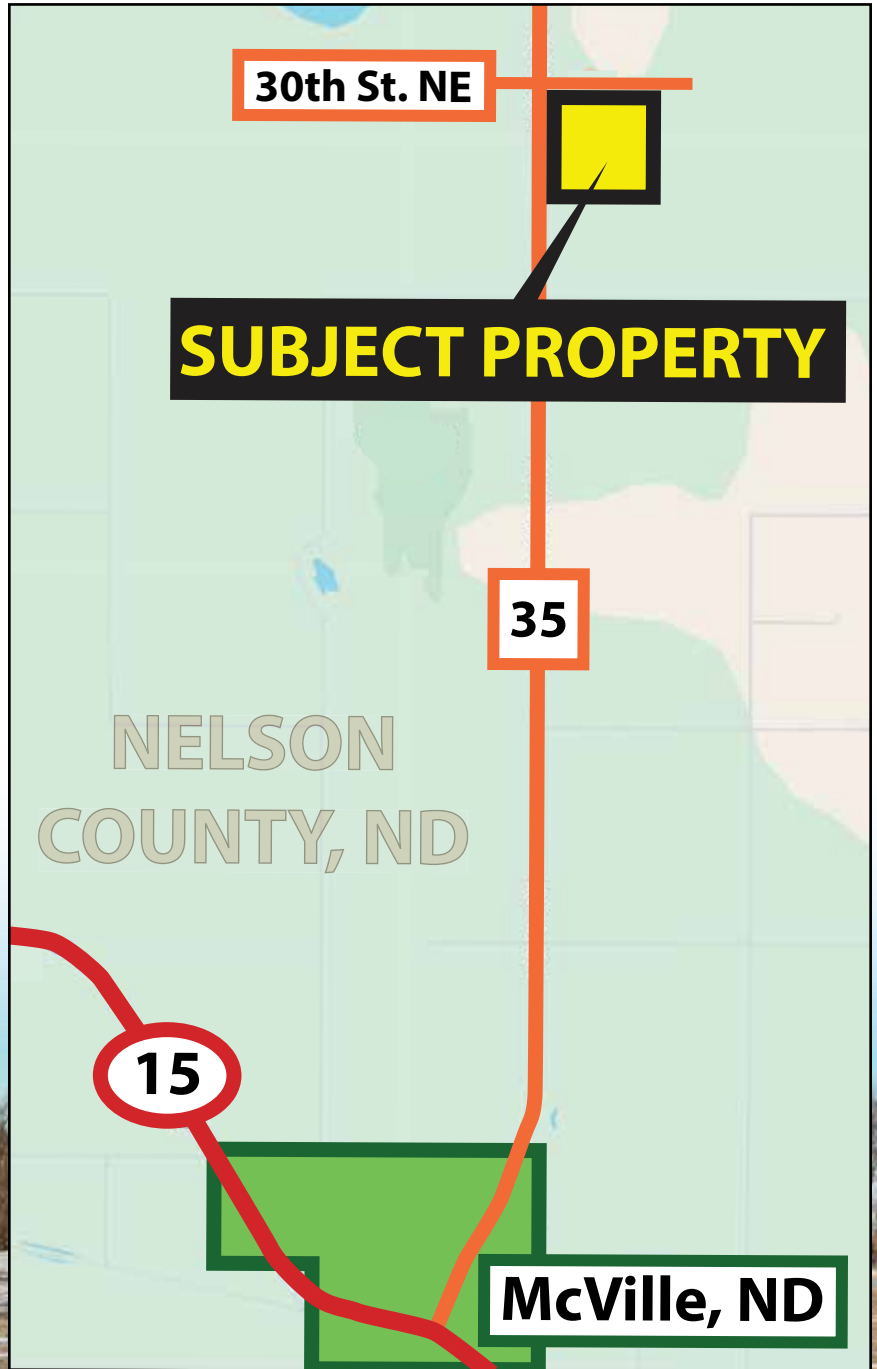 30th St. NE
SUBJECT PROPERTY
35
NELSON
COUNTY, ND
15
McVille, ND